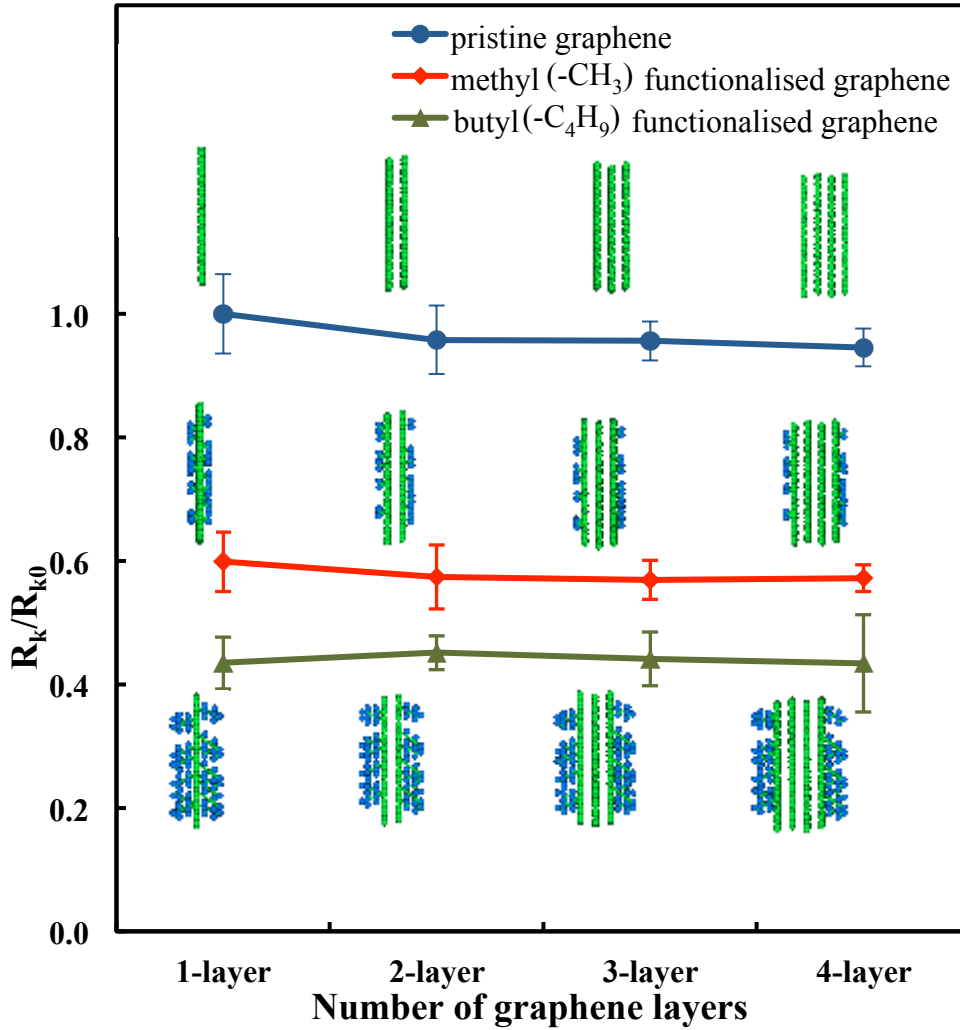 pristine graphene
methyl (-CH₃) functionalised graphene
butyl (-C₄H₉) functionalised graphene
1.0
0.8
0.6
0.4
0.2
0.0
Rₖ/Rₖ₀
1-layer 2-layer 3-layer 4-layer
Number of graphene layers